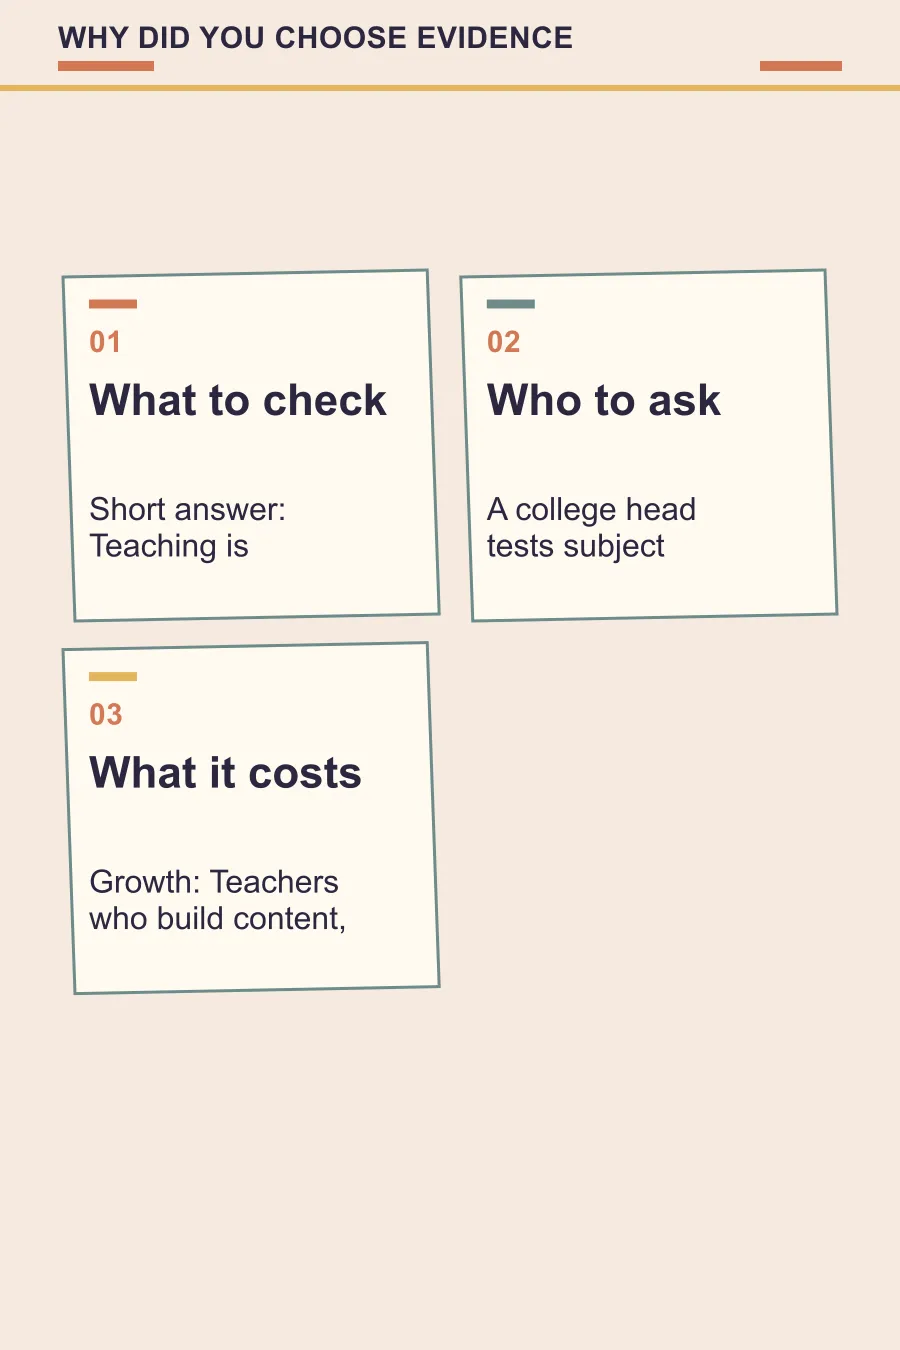 WHY DID YOU CHOOSE EVIDENCE
01
What to check
Short answer:
Teaching is
02
Who to ask
A college head
tests subject
03
What it costs
Growth: Teachers
who build content,